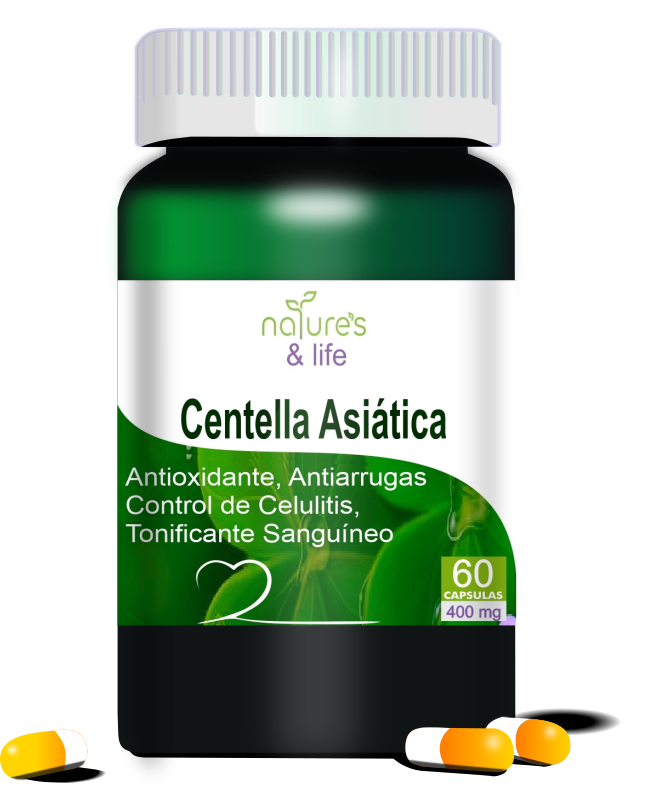 nature's
& life
Centella Asiática
Antioxidante, Antiarrugas
Control de Celulitis,
Tonificante Sanguíneo
60
CAPSULAS
400 mg